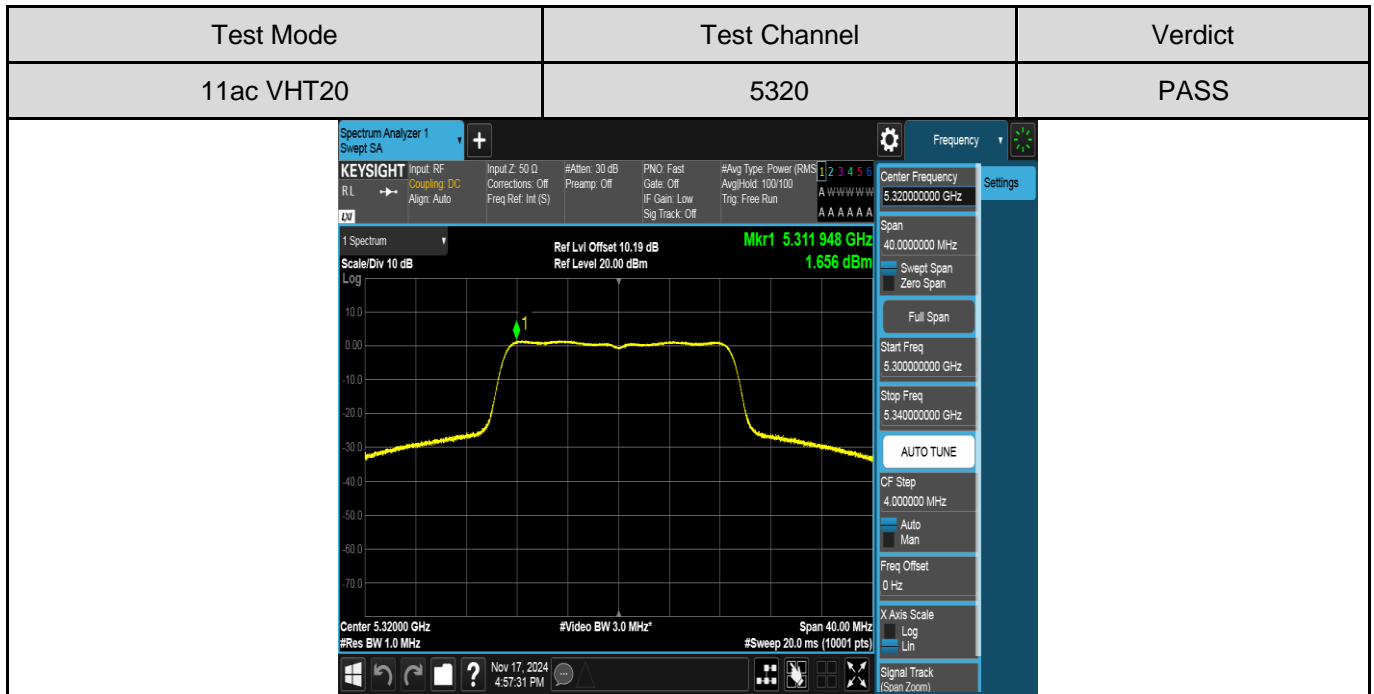 Test Mode Test Channel Verdict
11ac VHT20 5320 PASS
Spectrum Analyzer 1
Swept SA
+
Frequency
KEYSIGHT Input: RF Input Z: 50 Ω #Atten: 30 dB PNO: Fast #Avg Type: Power (RMS 1 2 3 4 5 6
RL Coupling: DC Corrections: Off Preamp: Off Gate: Off Avg|Hold: 100/100
Align: Auto Freq Ref: Int (S) IF Gain: Low Trig: Free Run A W W W W W
LXI Sig Track: Off A A A A A A
1 Spectrum
Scale/Div 10 dB
Log
Ref Lvl Offset 10.19 dB
Ref Level 20.00 dBm
Mkr1 5.311 948 GHz
1.656 dBm
1
10.0
0.00
-10.0
-20.0
-30.0
-40.0
-50.0
-60.0
-70.0
Center 5.32000 GHz #Video BW 3.0 MHz* Span 40.00 MHz
#Res BW 1.0 MHz #Sweep 20.0 ms (10001 pts)
? Nov 17, 2024
4:57:31 PM
Center Frequency
5.320000000 GHz
Settings
Span
40.0000000 MHz
Swept Span
Zero Span
Full Span
Start Freq
5.300000000 GHz
Stop Freq
5.340000000 GHz
AUTO TUNE
CF Step
4.000000 MHz
Auto
Man
Freq Offset
0 Hz
X Axis Scale
Log
Lin
Signal Track
(Span Zoom)